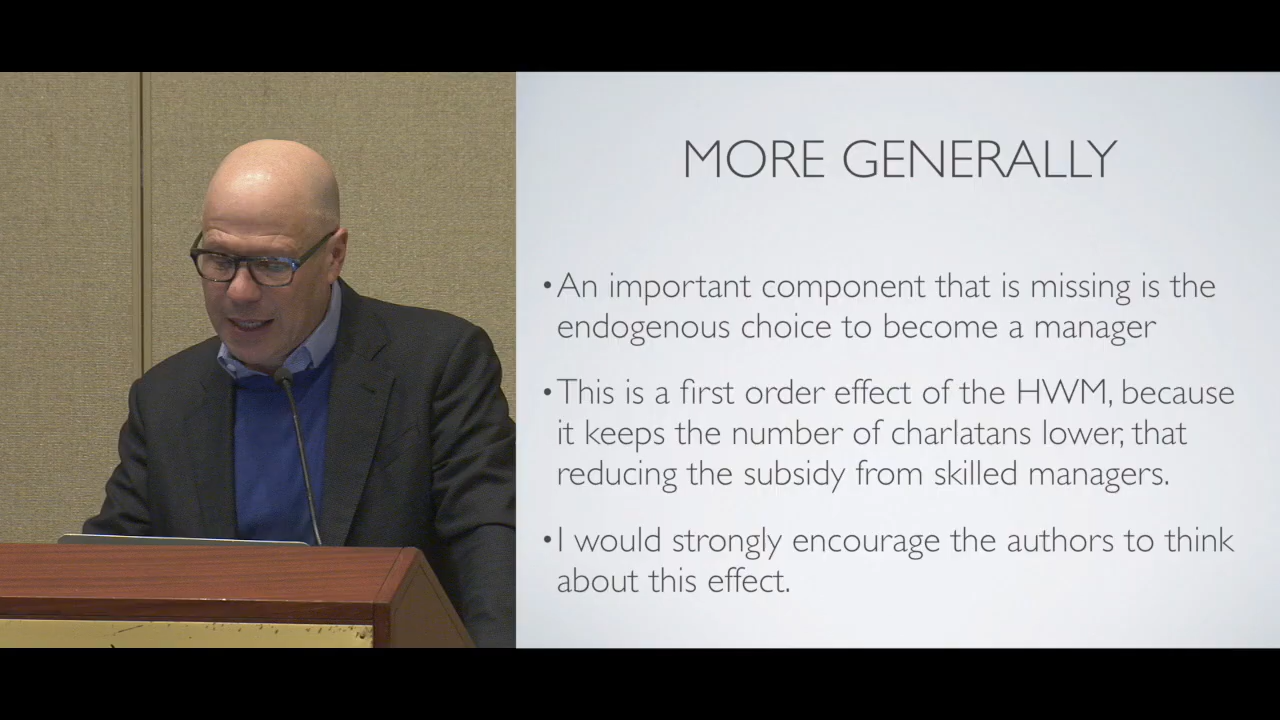 MORE GENERALLY
•An important component that is missing is the
endogenous choice to become a manager
•This is a first order effect of the HWM, because
it keeps the number of charlatans lower, that
reducing the subsidy from skilled managers.
•I would strongly encourage the authors to think
about this effect.